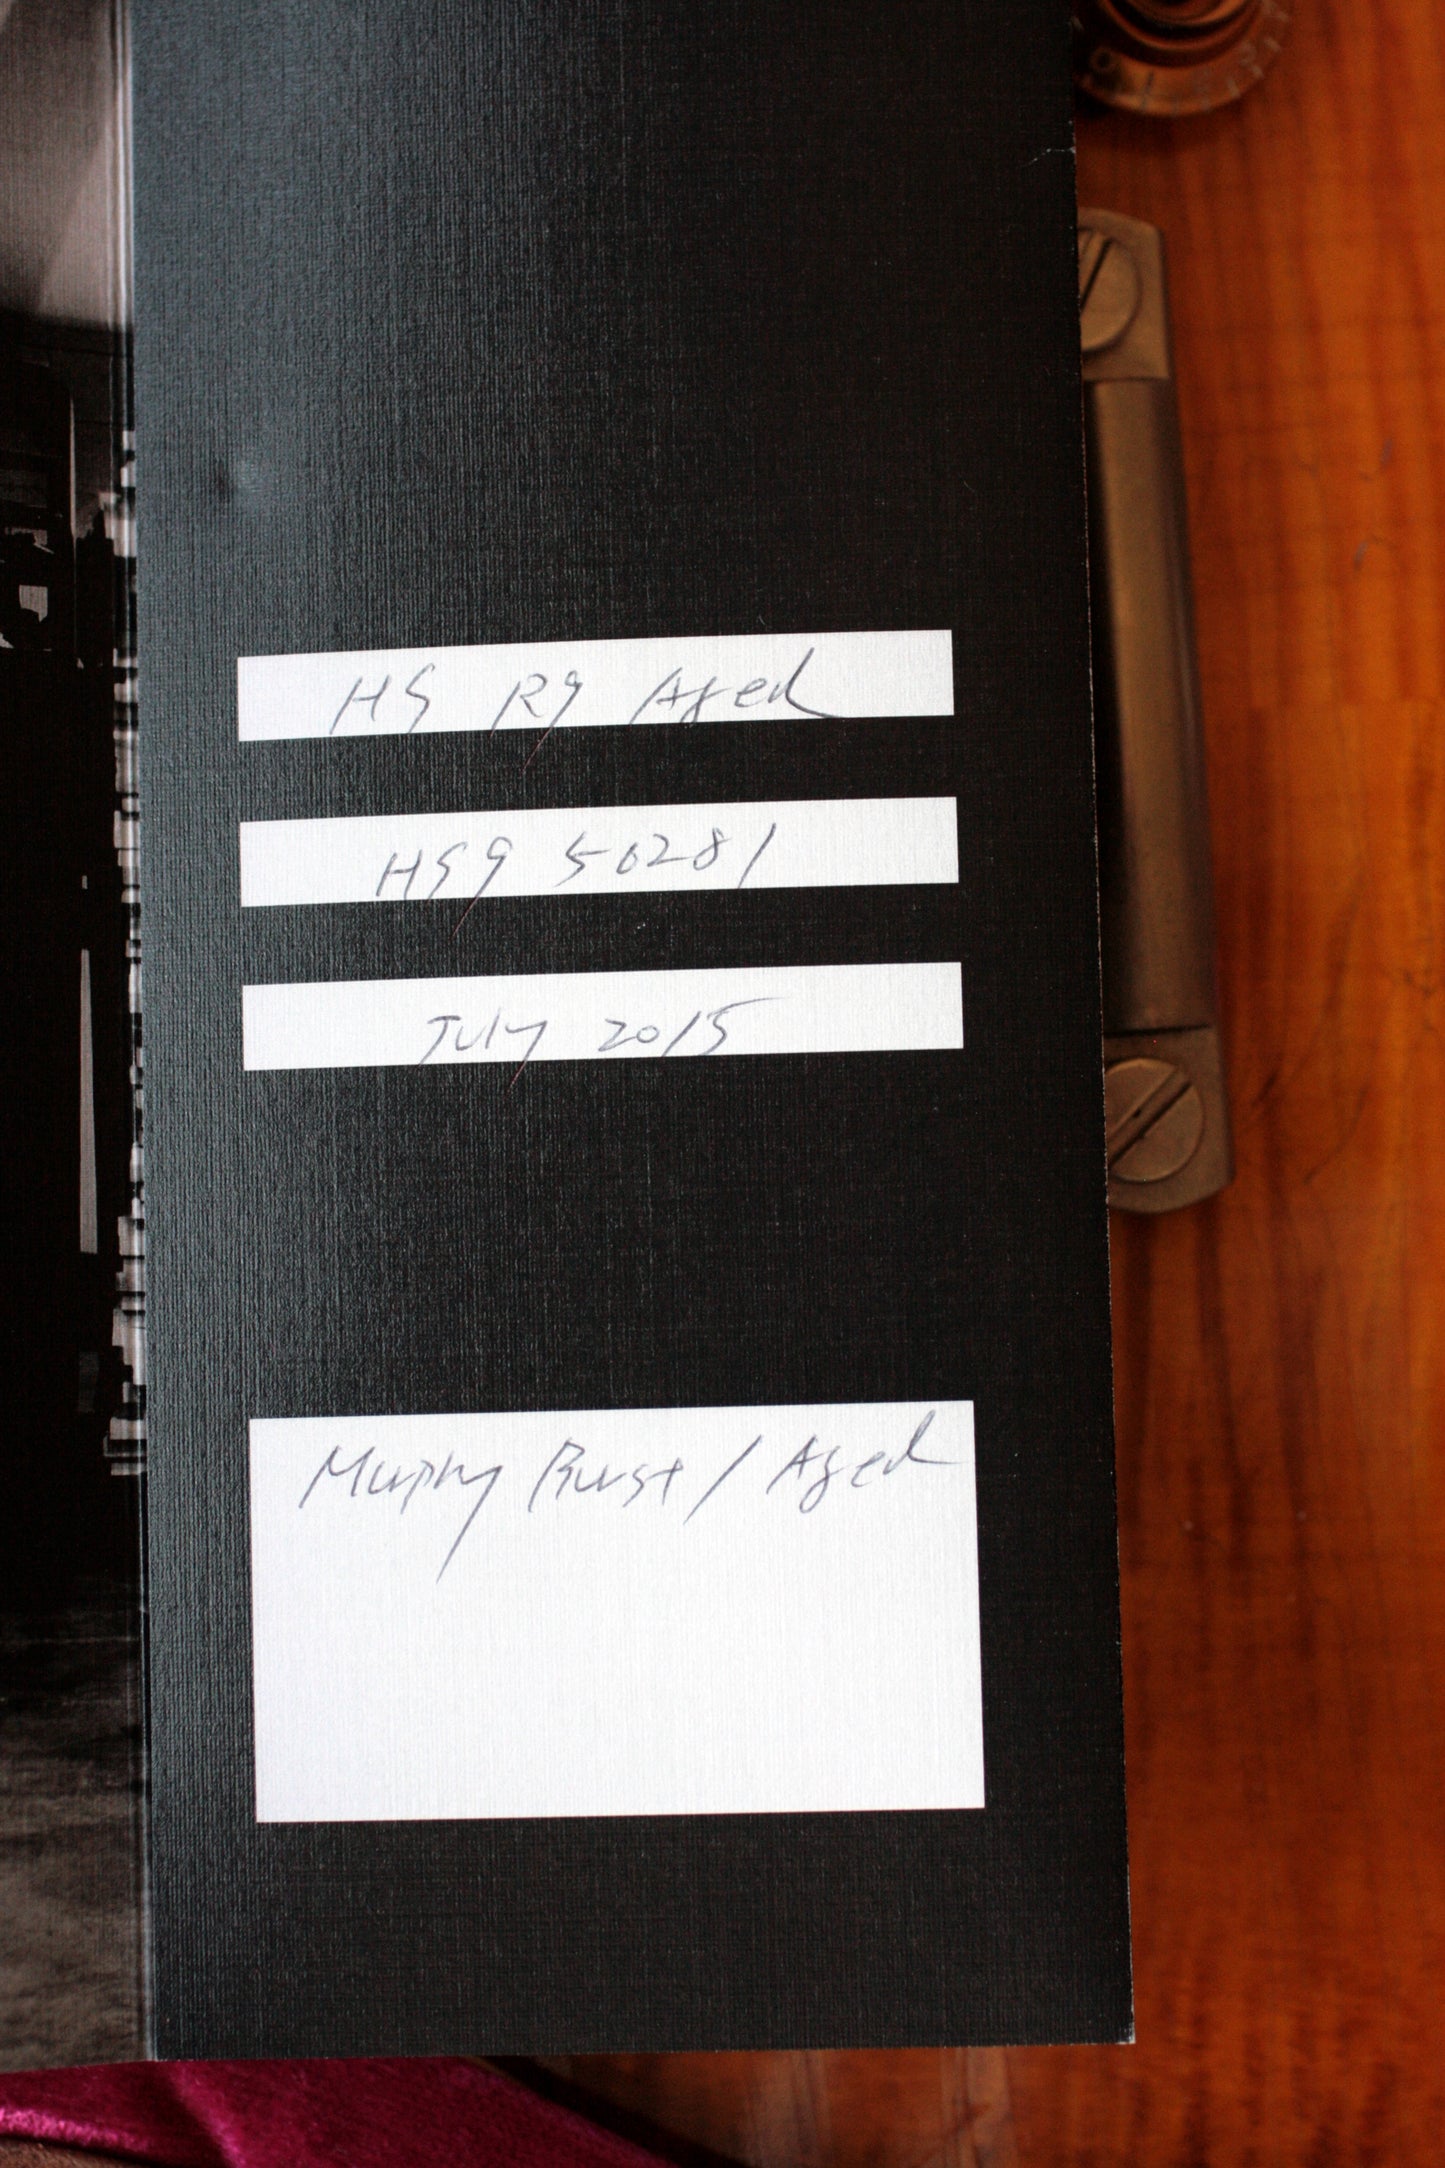 HS R9 Aged
HS9 50281
July 2015
Murphy Burst / Aged